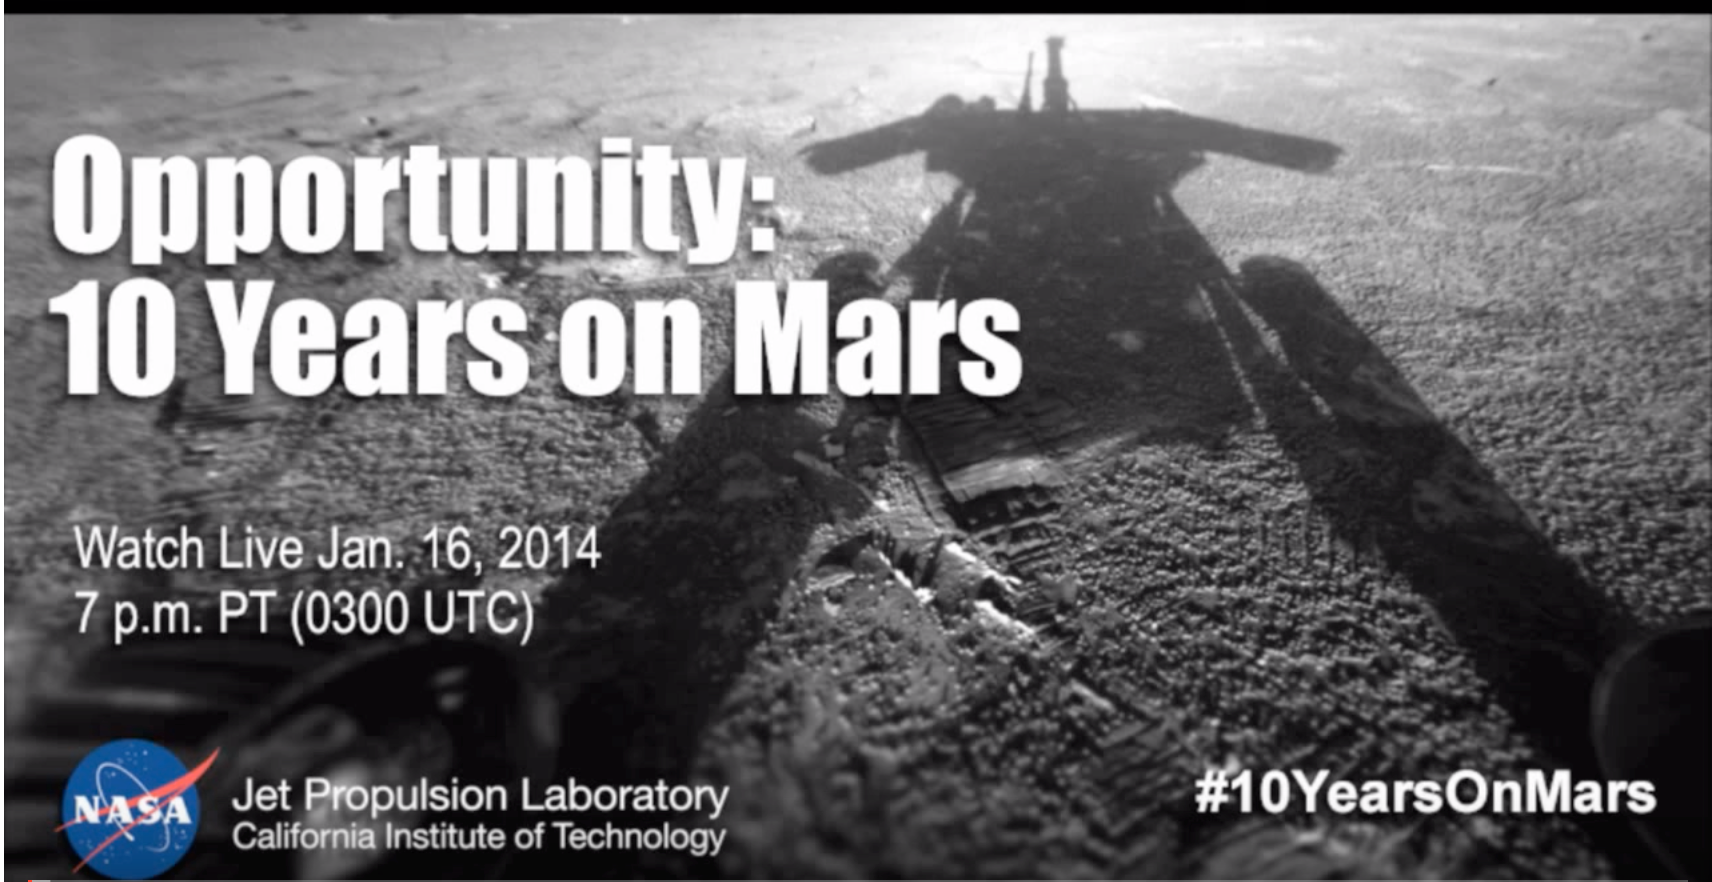 Opportunity:
10 Years on Mars
Watch Live Jan. 16, 2014
7 p.m. PT (0300 UTC)
NASA
Jet Propulsion Laboratory
California Institute of Technology
#10YearsOnMars